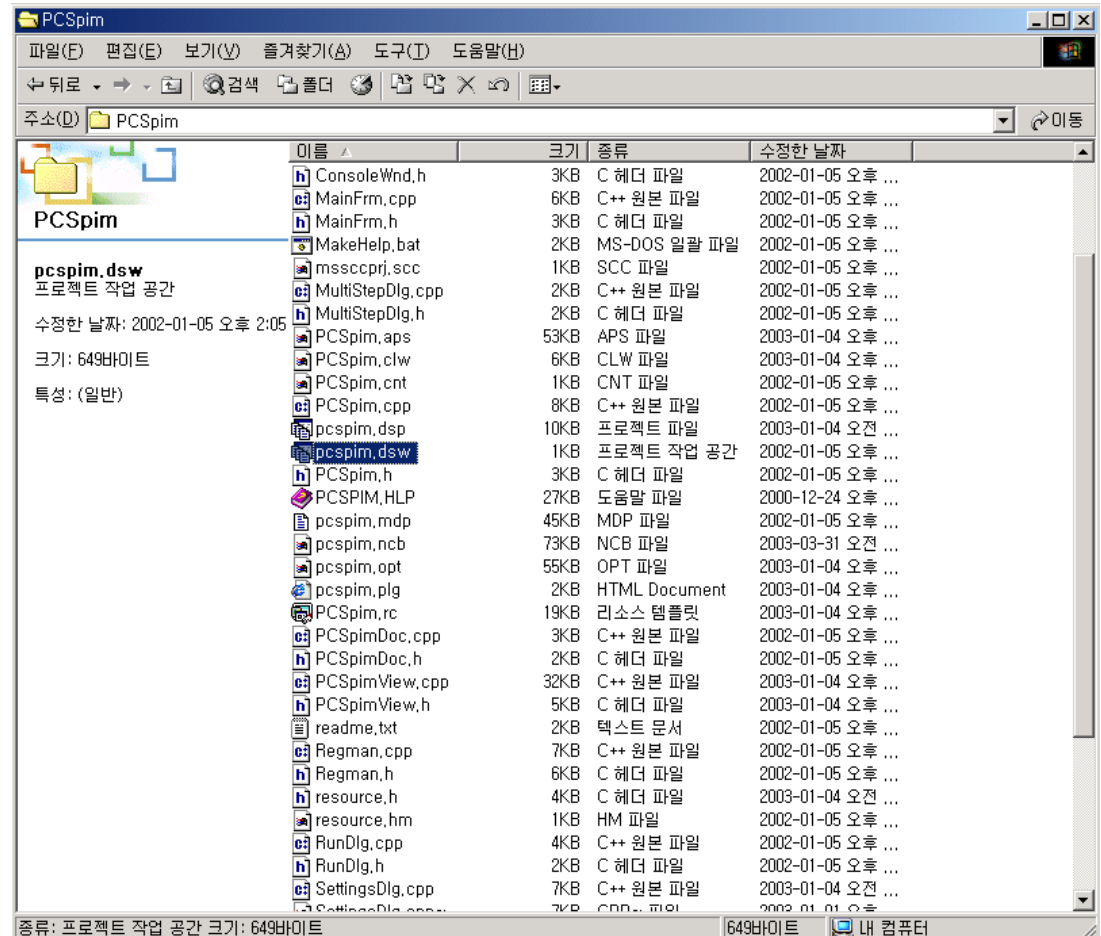 PCSpim
파일(F) 편집(E) 보기(V) 즐겨찾기(A) 도구(T) 도움말(H)
뒤로 검색 폴더
주소(D) PCSpim 이동
PCSpim
pcspim.dsw
프로젝트 작업 공간
수정한 날짜: 2002-01-05 오후 2:05
크기: 649바이트
특성: (일반)
이름 크기 종류 수정한 날짜
ConsoleWnd.h 3KB C 헤더 파일 2002-01-05 오후 ...
MainFrm.cpp 6KB C++ 원본 파일 2002-01-05 오후 ...
MainFrm.h 3KB C 헤더 파일 2002-01-05 오후 ...
MakeHelp.bat 2KB MS-DOS 일괄 파일 2002-01-05 오후 ...
mssccprj.scc 1KB SCC 파일 2002-01-05 오후 ...
MultiStepDlg.cpp 2KB C++ 원본 파일 2002-01-05 오후 ...
MultiStepDlg.h 2KB C 헤더 파일 2002-01-05 오후 ...
PCSpim.aps 53KB APS 파일 2003-01-04 오후 ...
PCSpim.clw 6KB CLW 파일 2003-01-04 오후 ...
PCSpim.cnt 1KB CNT 파일 2002-01-05 오후 ...
PCSpim.cpp 8KB C++ 원본 파일 2002-01-05 오후 ...
pcspim.dsp 10KB 프로젝트 파일 2003-01-04 오전 ...
pcspim.dsw 1KB 프로젝트 작업 공간 2002-01-05 오후 ...
PCSpim.h 3KB C 헤더 파일 2002-01-05 오후 ...
PCSPIM.HLP 27KB 도움말 파일 2000-12-24 오후 ...
pcspim.mdp 45KB MDP 파일 2002-01-05 오후 ...
pcspim.ncb 73KB NCB 파일 2003-03-31 오전 ...
pcspim.opt 55KB OPT 파일 2003-01-04 오후 ...
pcspim.plg 2KB HTML Document 2003-01-04 오후 ...
PCSpim.rc 19KB 리소스 템플릿 2003-01-04 오후 ...
PCSpimDoc.cpp 3KB C++ 원본 파일 2002-01-05 오후 ...
PCSpimDoc.h 2KB C 헤더 파일 2002-01-05 오후 ...
PCSpimView.cpp 32KB C++ 원본 파일 2003-01-04 오후 ...
PCSpimView.h 5KB C 헤더 파일 2003-01-04 오후 ...
readme.txt 2KB 텍스트 문서 2002-01-05 오후 ...
Regman.cpp 7KB C++ 원본 파일 2002-01-05 오후 ...
Regman.h 6KB C 헤더 파일 2002-01-05 오후 ...
resource.h 4KB C 헤더 파일 2003-01-04 오전 ...
resource.hm 1KB HM 파일 2002-01-05 오후 ...
RunDlg.cpp 4KB C++ 원본 파일 2002-01-05 오후 ...
RunDlg.h 2KB C 헤더 파일 2002-01-05 오후 ...
SettingsDlg.cpp 7KB C++ 원본 파일 2003-01-04 오전 ...
종류: 프로젝트 작업 공간 크기: 649바이트 649바이트 내 컴퓨터